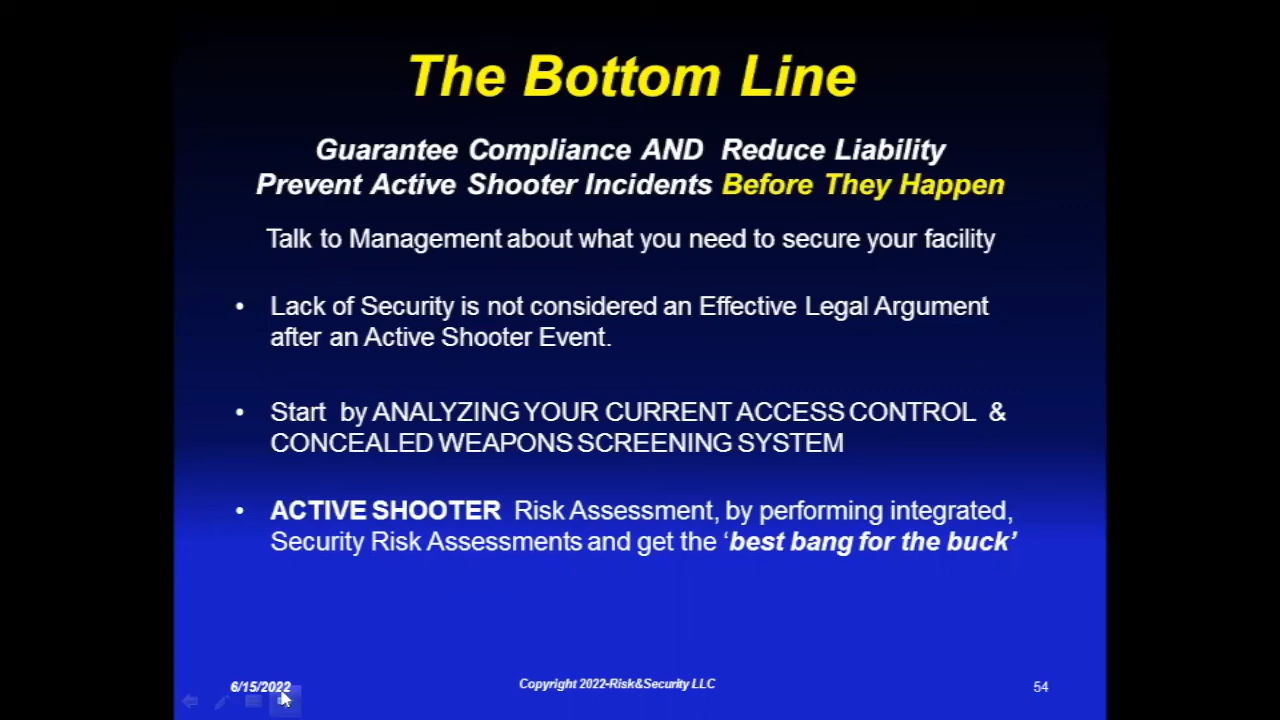 The Bottom Line
Guarantee Compliance AND Reduce Liability
Prevent Active Shooter Incidents Before They Happen
Talk to Management about what you need to secure your facility
• Lack of Security is not considered an Effective Legal Argument
after an Active Shooter Event.
• Start by ANALYZING YOUR CURRENT ACCESS CONTROL &
CONCEALED WEAPONS SCREENING SYSTEM
• ACTIVE SHOOTER Risk Assessment, by performing integrated,
Security Risk Assessments and get the ‘best bang for the buck’
6/15/2022
Copyright 2022-Risk&Security LLC
54